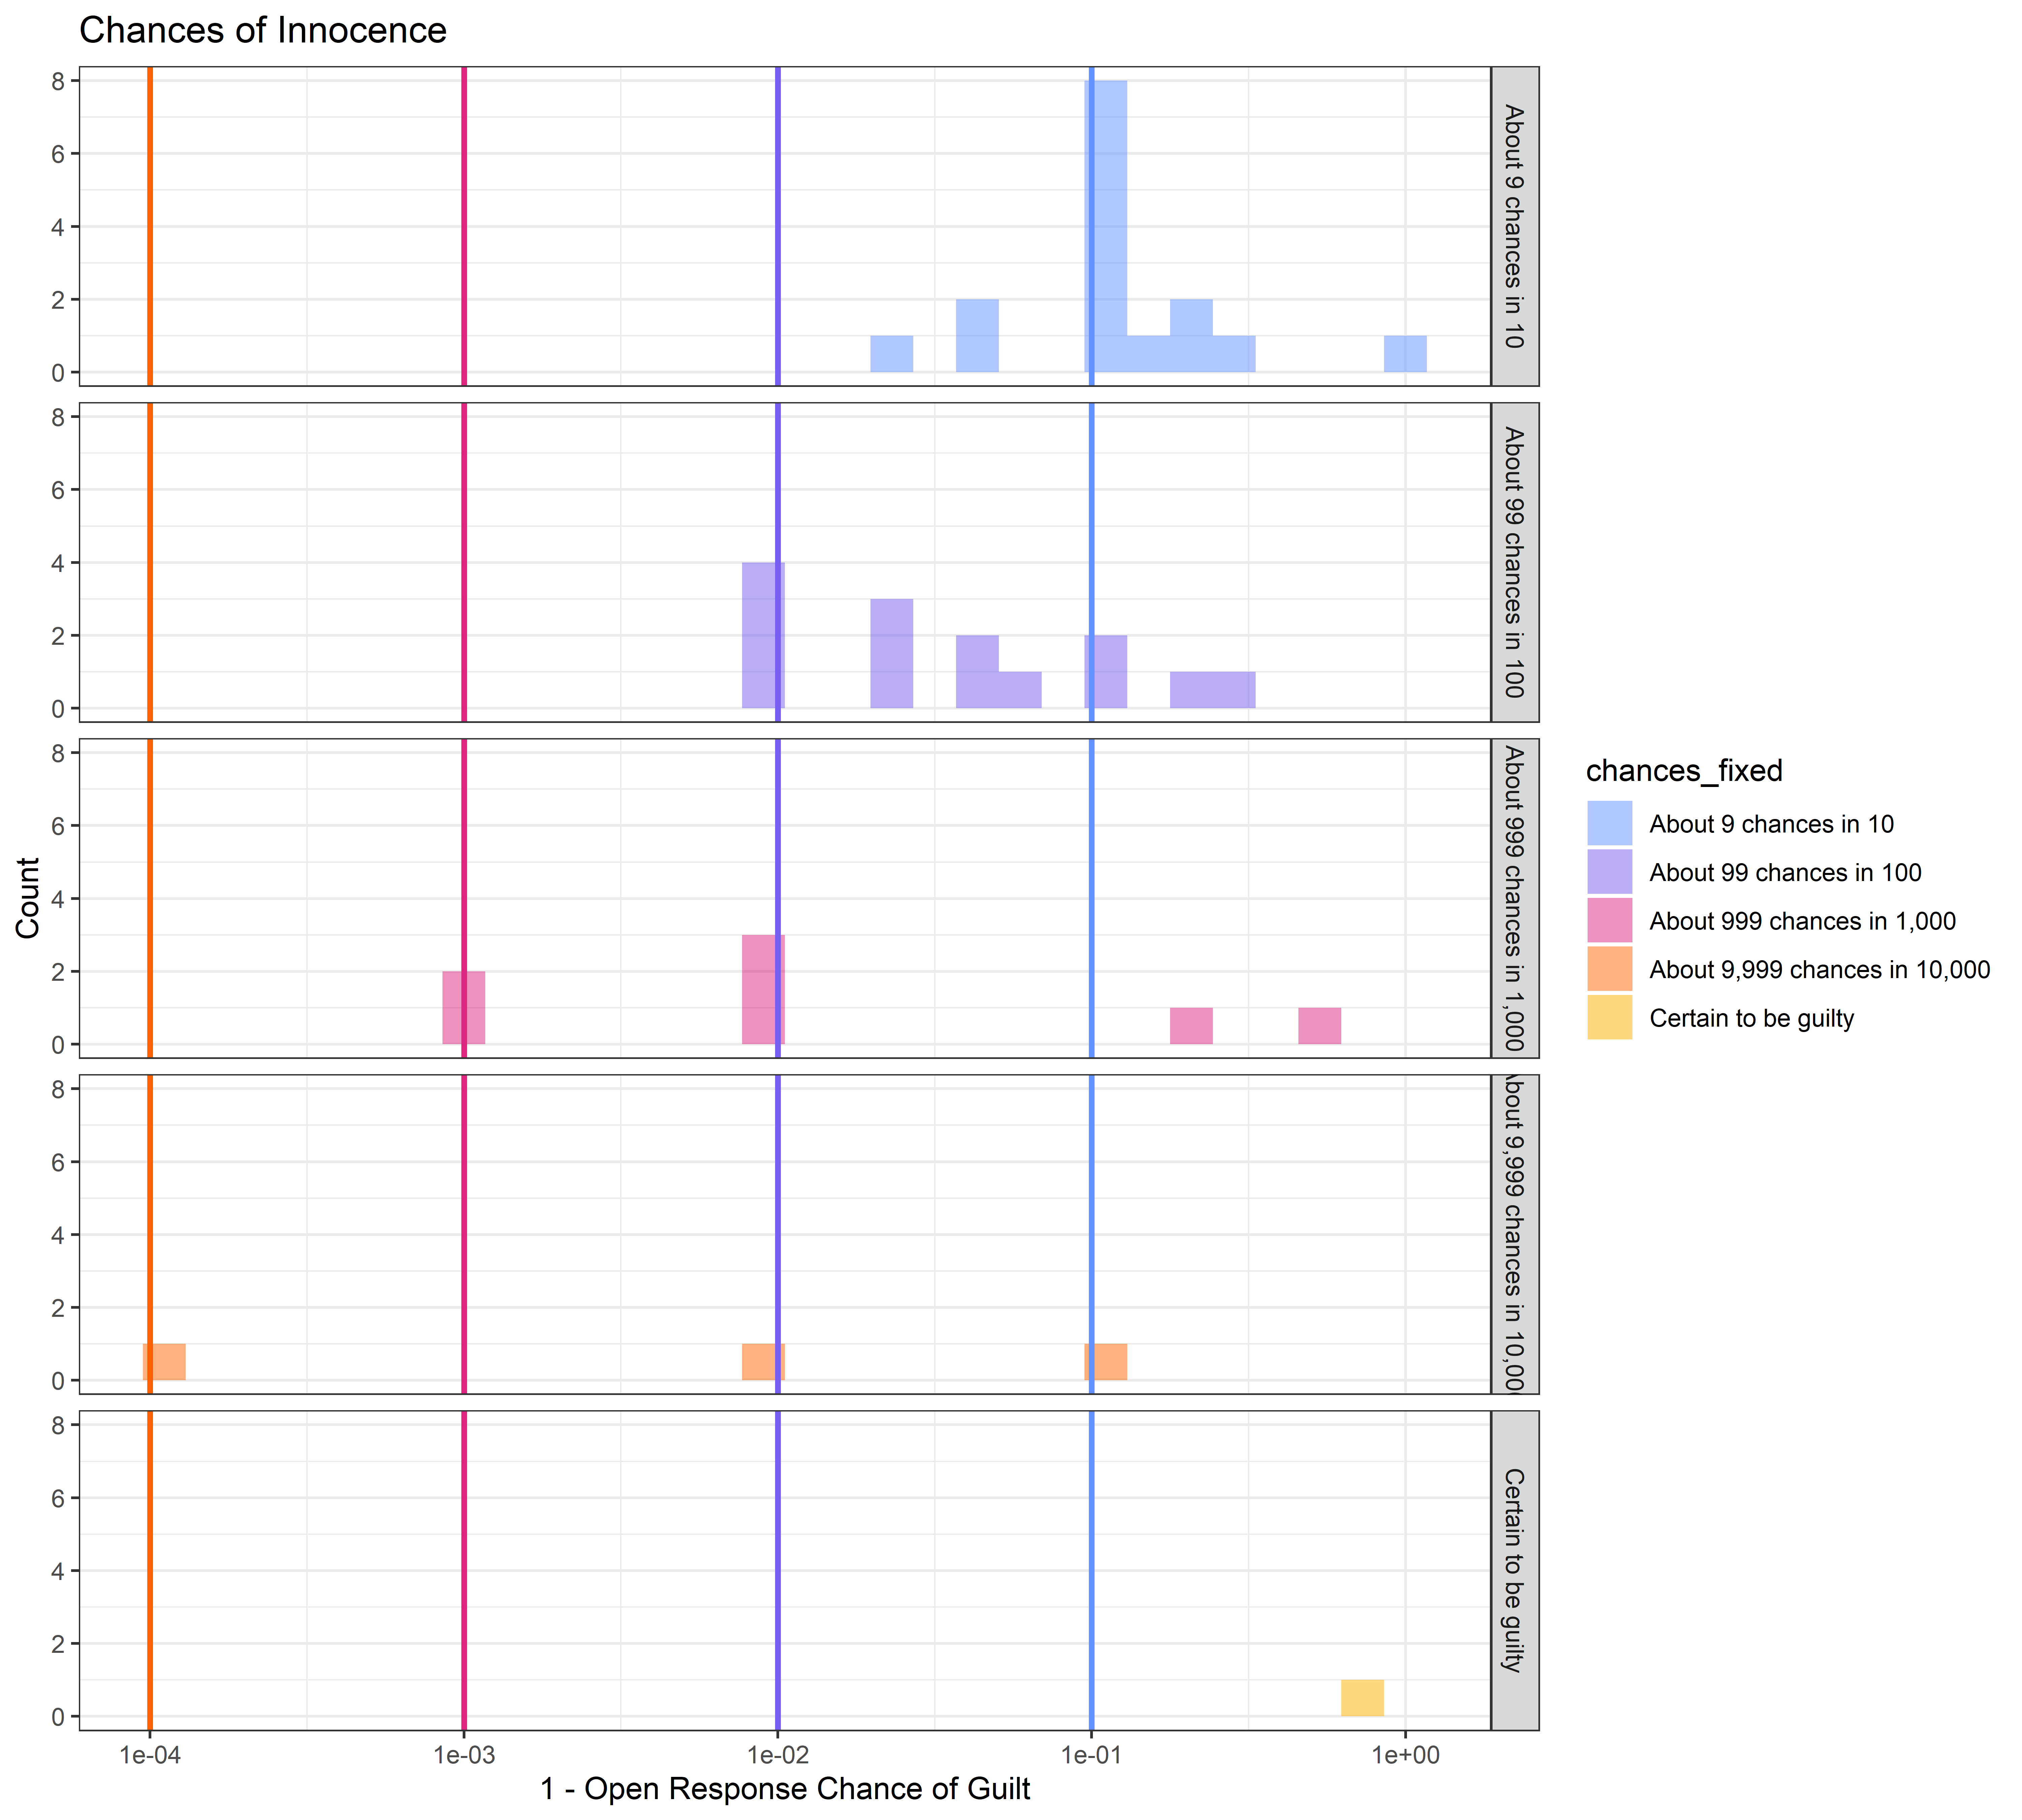 Chances of Innocence
8
6
4
2
0
About 9 chances in 10
8
6
4
2
0
About 99 chances in 100
8
6
4
2
0
About 999 chances in 1,000
8
6
4
2
0
About 9,999 chances in 10,000
8
6
4
2
0
Certain to be guilty
Count
1e-04 1e-03 1e-02 1e-01 1e+00
1 - Open Response Chance of Guilt
chances_fixed
About 9 chances in 10
About 99 chances in 100
About 999 chances in 1,000
About 9,999 chances in 10,000
Certain to be guilty